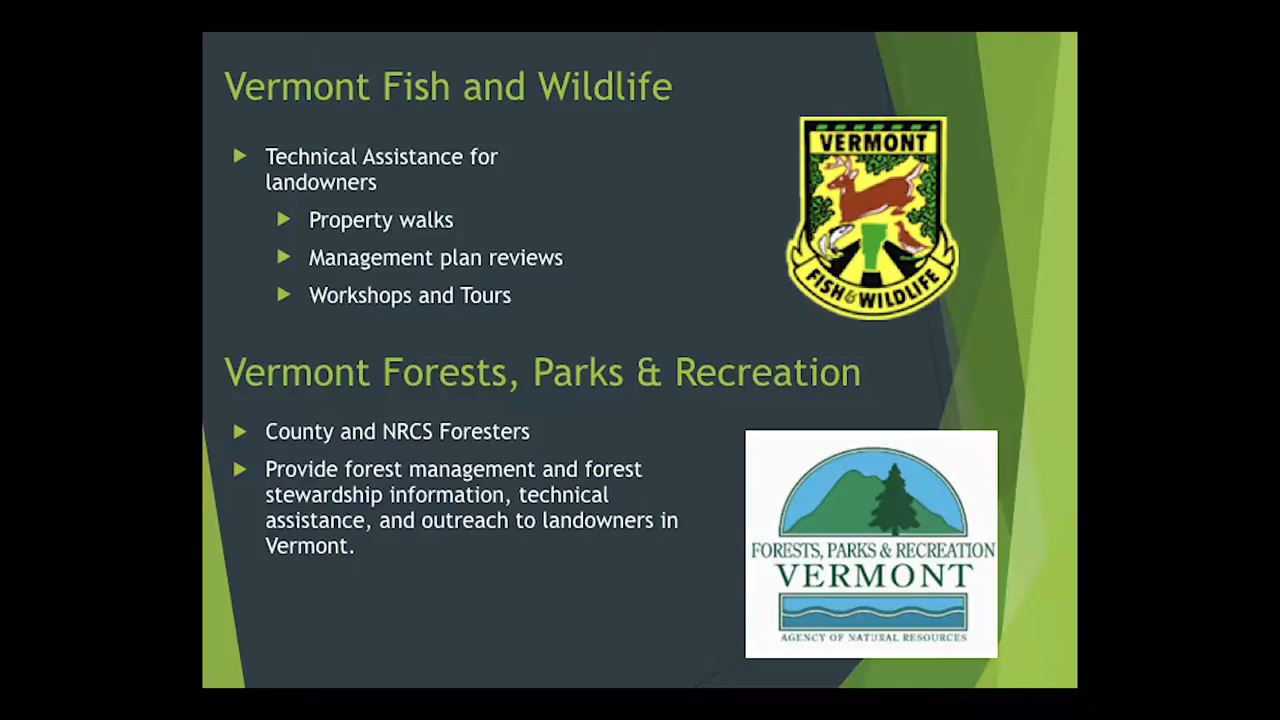 Vermont Fish and Wildlife
Technical Assistance for
landowners
Property walks
Management plan reviews
Workshops and Tours
VERMONT
FISH & WILDLIFE
Vermont Forests, Parks & Recreation
County and NRCS Foresters
Provide forest management and forest
stewardship information, technical
assistance, and outreach to landowners in
Vermont.
FORESTS, PARKS & RECREATION
VERMONT
AGENCY OF NATURAL RESOURCES